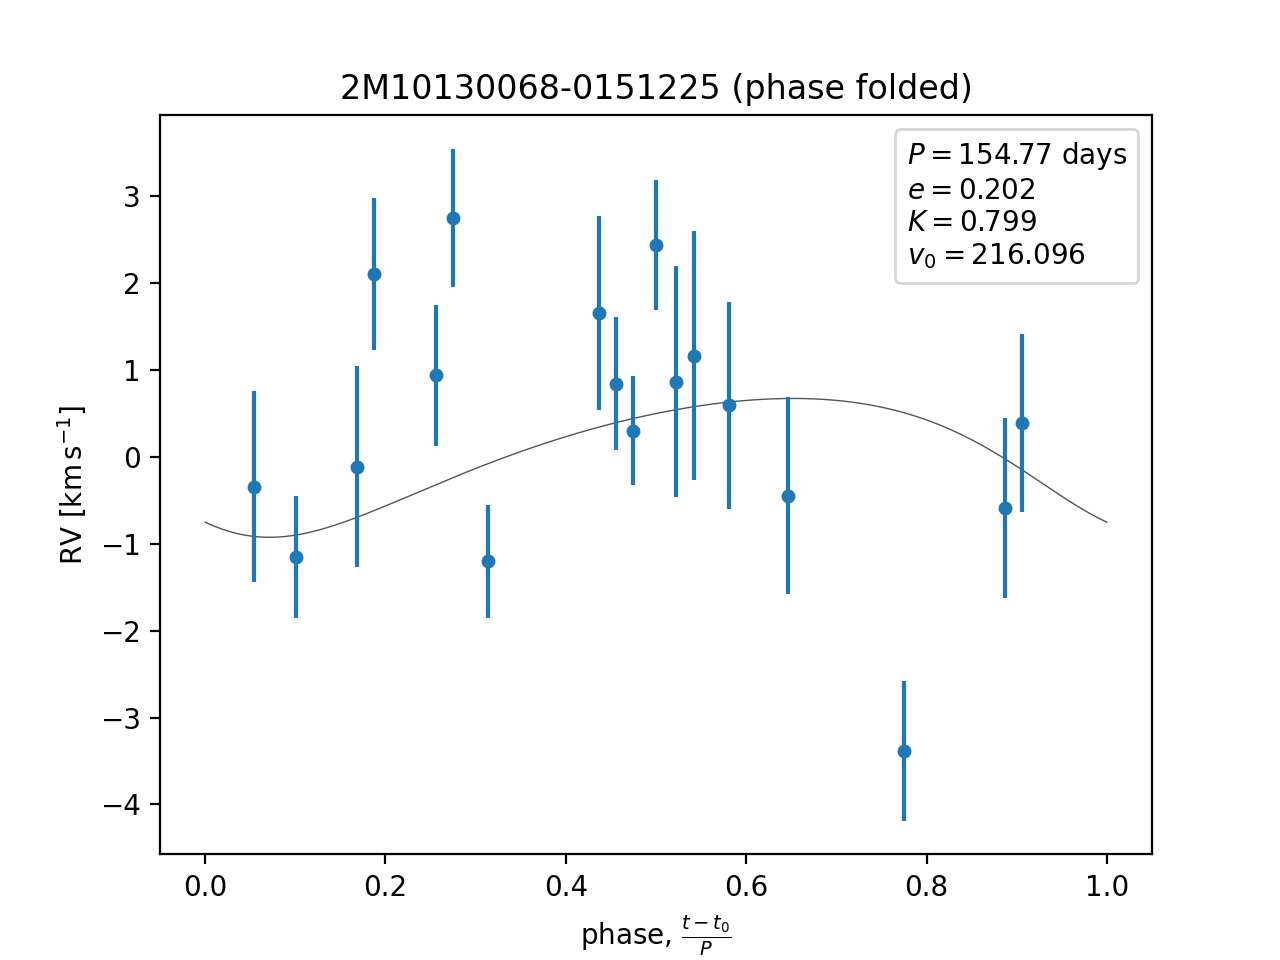 2M10130068-0151225 (phase folded)
P = 154.77 days
e = 0.202
K = 0.799
v₀ = 216.096
RV [km s⁻¹]
3
2
1
0
−1
−2
−3
−4
0.0 0.2 0.4 0.6 0.8 1.0
phase, (t − t₀)/P